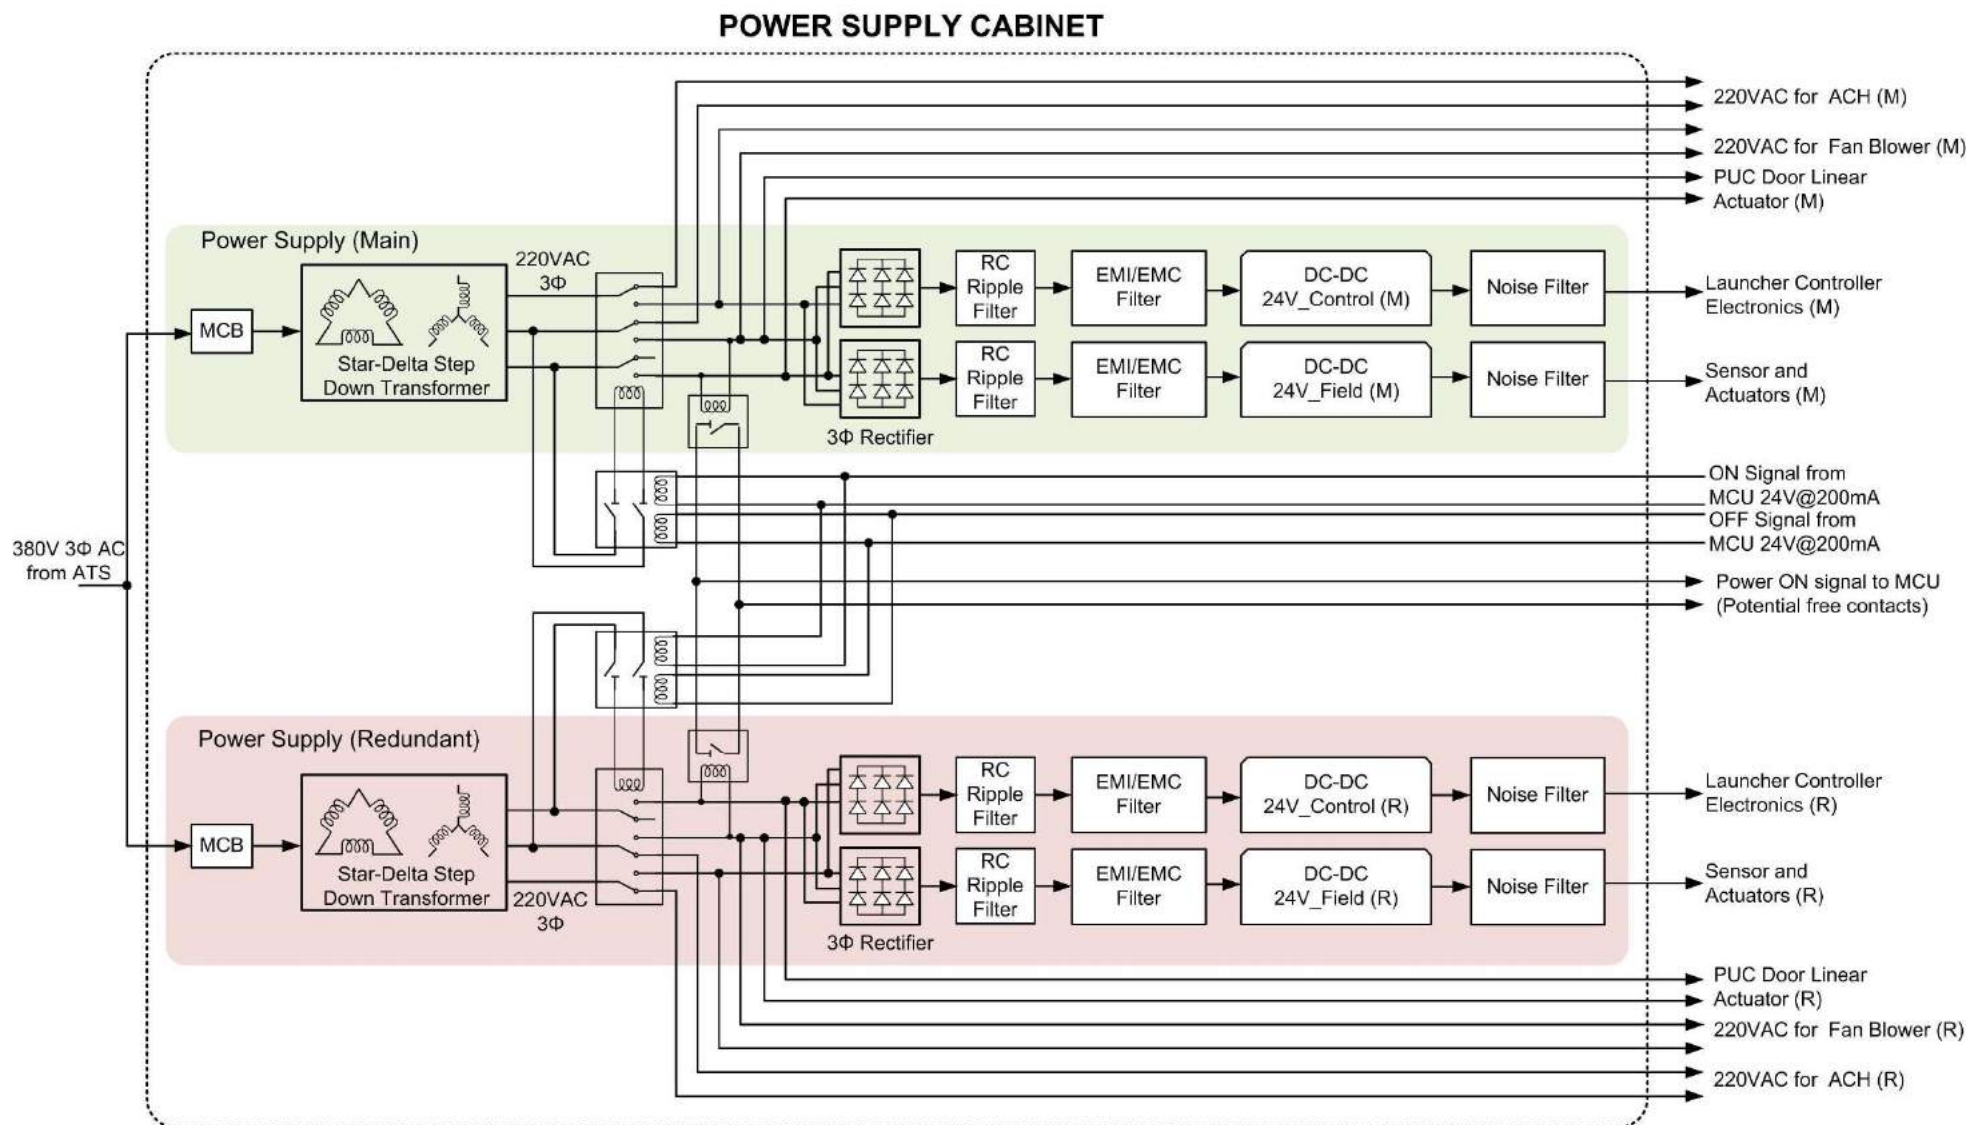 POWER SUPPLY CABINET
220VAC for ACH (M)
220VAC for Fan Blower (M)
PUC Door Linear
Actuator (M)
Power Supply (Main)
220VAC
3Φ
MCB
Star-Delta Step
Down Transformer
RC
Ripple
Filter
EMI/EMC
Filter
DC-DC
24V_Control (M)
Noise Filter
Launcher Controller
Electronics (M)
RC
Ripple
Filter
EMI/EMC
Filter
DC-DC
24V_Field (M)
Noise Filter
Sensor and
Actuators (M)
3Φ Rectifier
ON Signal from
MCU 24V@200mA
OFF Signal from
MCU 24V@200mA
380V 3Φ AC
from ATS
Power ON signal to MCU
(Potential free contacts)
Power Supply (Redundant)
MCB
Star-Delta Step
Down Transformer
220VAC
3Φ
RC
Ripple
Filter
EMI/EMC
Filter
DC-DC
24V_Control (R)
Noise Filter
Launcher Controller
Electronics (R)
RC
Ripple
Filter
EMI/EMC
Filter
DC-DC
24V_Field (R)
Noise Filter
Sensor and
Actuators (R)
3Φ Rectifier
PUC Door Linear
Actuator (R)
220VAC for Fan Blower (R)
220VAC for ACH (R)